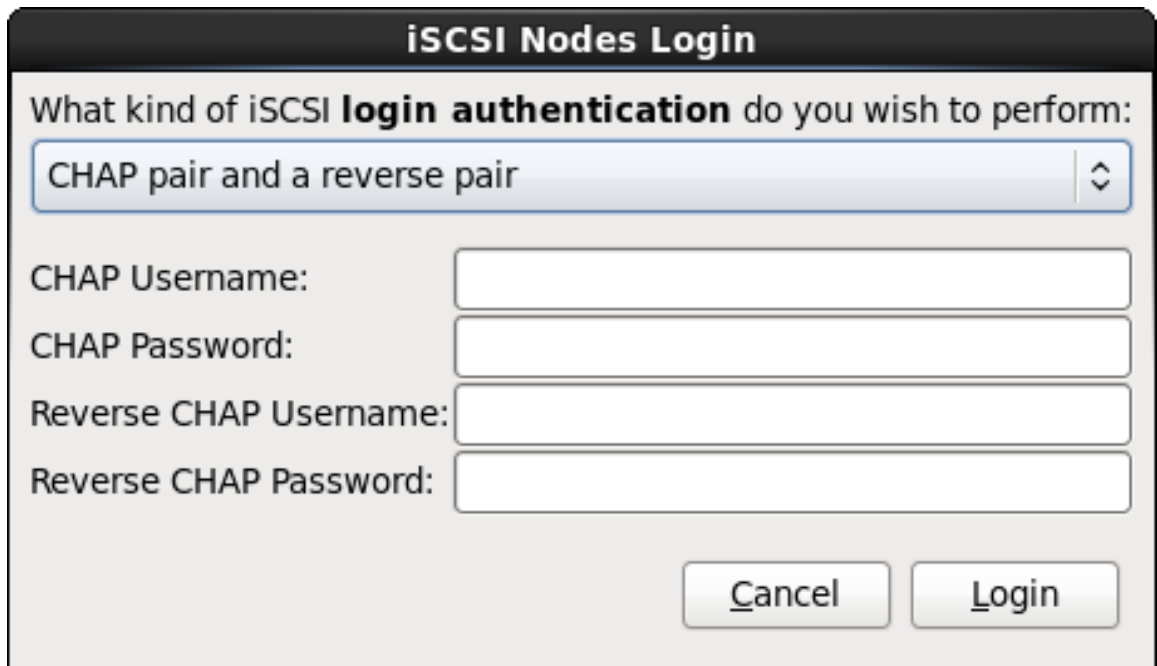 iSCSI Nodes Login
What kind of iSCSI login authentication do you wish to perform:
CHAP pair and a reverse pair
CHAP Username:
CHAP Password:
Reverse CHAP Username:
Reverse CHAP Password:
Cancel Login